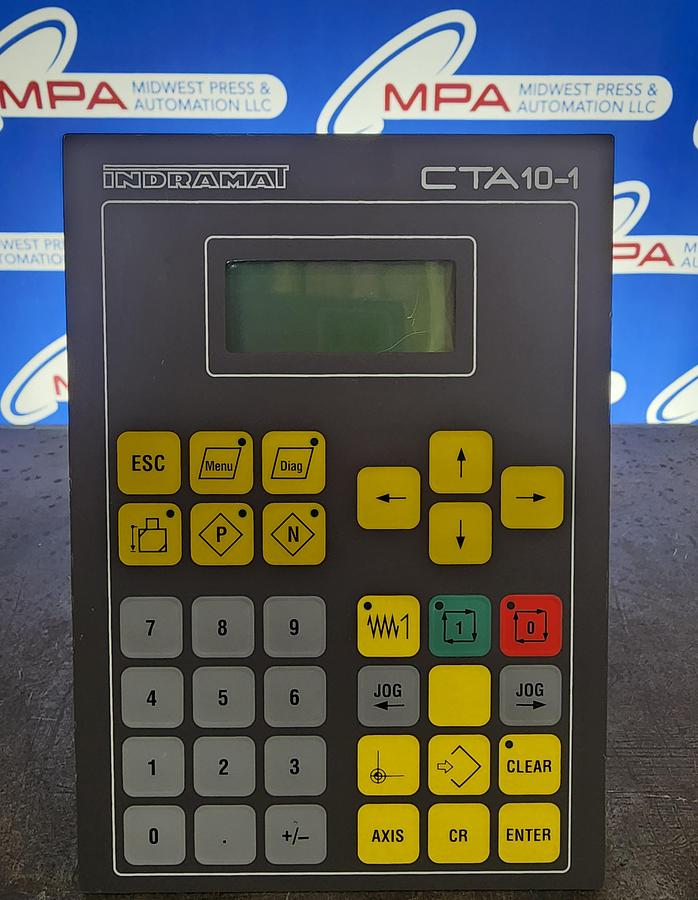 MPA MIDWEST PRESS & AUTOMATION LLC
MPA MIDWEST PRESS & AUTOMATION LLC
INDRAMAT CTA10-1
PA
ESC Menu Diag
P N
7 8 9 1 0
4 5 6 JOG JOG
1 2 3 CLEAR
0 . +/− AXIS CR ENTER